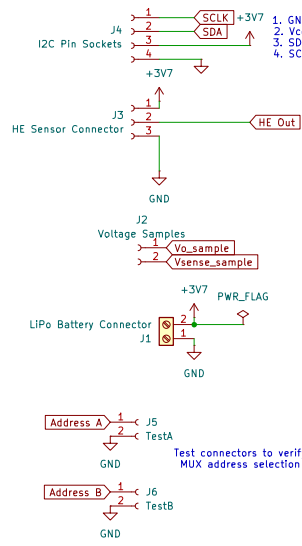 1 SCLK +3V7 1. GN
J4 2 SDA 2. Vc
I2C Pin Sockets 3 3. SD
4 4. SC
+3V7
J3 1
HE Sensor Connector 2 HE Out
3
GND
J2
Voltage Samples
1 Vo_sample
2 Vsense_sample
+3V7 PWR_FLAG
LiPo Battery Connector 2
J1 1
GND
Address A 1 J5
2 TestA
GND
Test connectors to verif
MUX address selection
Address B 1 J6
2 TestB
GND